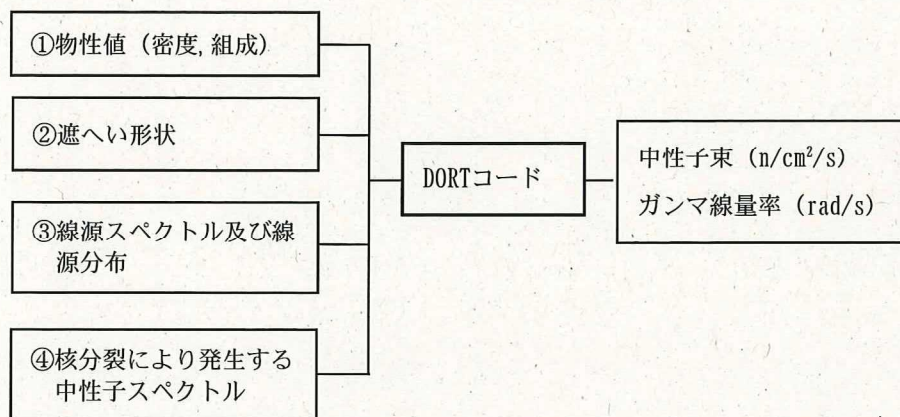 ①物性値（密度, 組成）
②遮へい形状
③線源スペクトル及び線
源分布
④核分裂により発生する
中性子スペクトル
DORTコード
中性子束（n/cm²/s）
ガンマ線量率（rad/s）